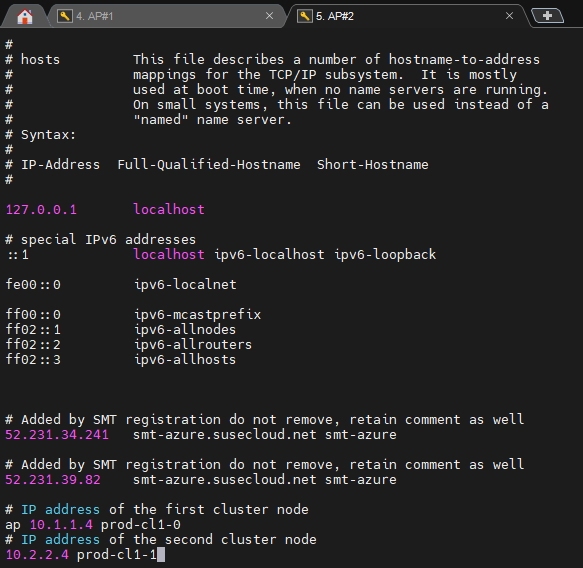 4. AP#1
5. AP#2
#
# hosts         This file describes a number of hostname-to-address
#               mappings for the TCP/IP subsystem.  It is mostly
#               used at boot time, when no name servers are running.
#               On small systems, this file can be used instead of a
#               "named" name server.
# Syntax:
#
# IP-Address  Full-Qualified-Hostname  Short-Hostname
#
127.0.0.1       localhost
# special IPv6 addresses
::1             localhost ipv6-localhost ipv6-loopback
fe00::0         ipv6-localnet
ff00::0         ipv6-mcastprefix
ff02::1         ipv6-allnodes
ff02::2         ipv6-allrouters
ff02::3         ipv6-allhosts
# Added by SMT registration do not remove, retain comment as well
52.231.34.241   smt-azure.susecloud.net smt-azure
# Added by SMT registration do not remove, retain comment as well
52.231.39.82    smt-azure.susecloud.net smt-azure
# IP address of the first cluster node
ap 10.1.1.4 prod-cl1-0
# IP address of the second cluster node
10.2.2.4 prod-cl1-1